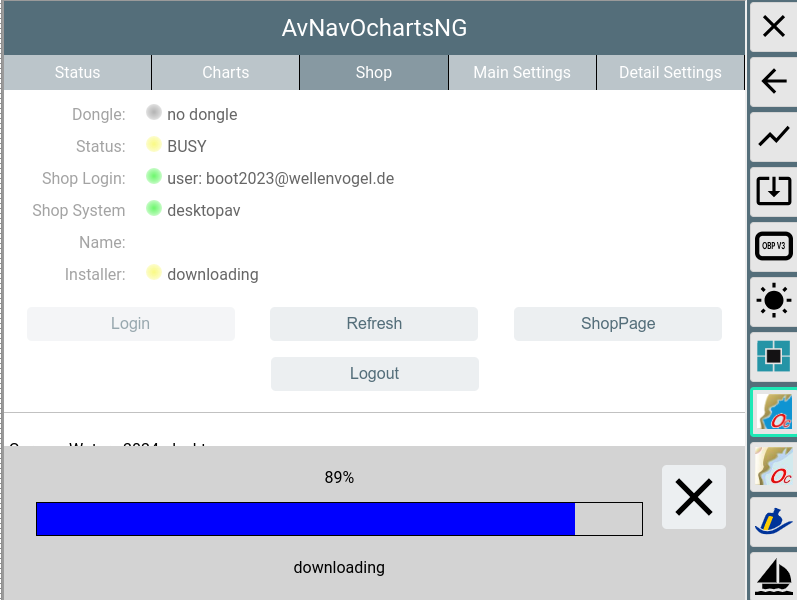 AvNavOchartsNG
Status Charts Shop Main Settings Detail Settings
Dongle: no dongle
Status: BUSY
Shop Login: user: boot2023@wellenvogel.de
Shop System desktopav
Name:
Installer: downloading
Login Refresh ShopPage
Logout
89%
downloading
OBP V3
Oc